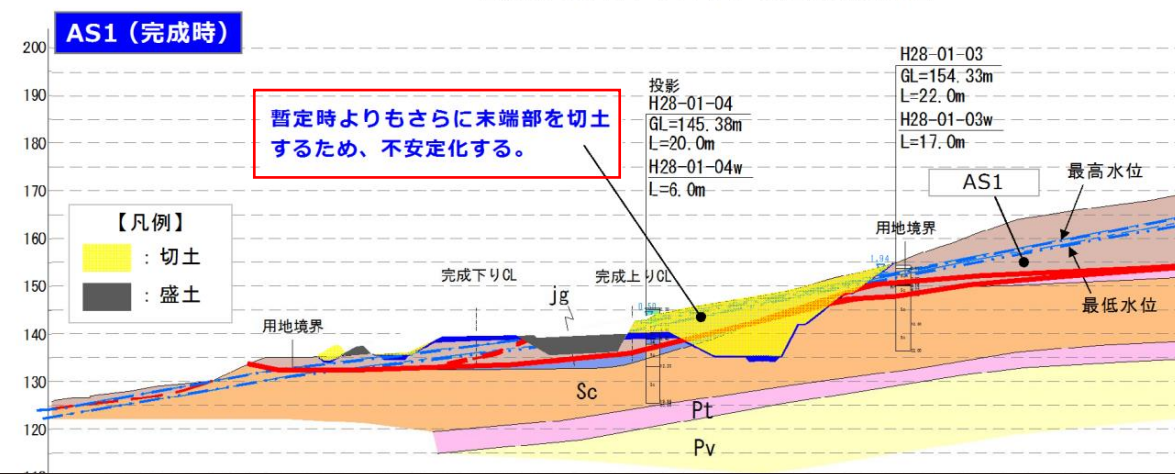 AS1（完成時）
200
190
180
170
160
150
140
130
120
暫定時よりもさらに末端部を切土
するため、不安定化する。
投影
H28-01-04
GL=145.38m
L=20.0m
H28-01-04w
L=6.0m
H28-01-03
GL=154.33m
L=22.0m
H28-01-03w
L=17.0m
AS1
最高水位
最低水位
【凡例】
：切土
：盛土
用地境界
完成下りCL
jg
完成上りCL
用地境界
1.94
0.50
Sc
Pt
Pv